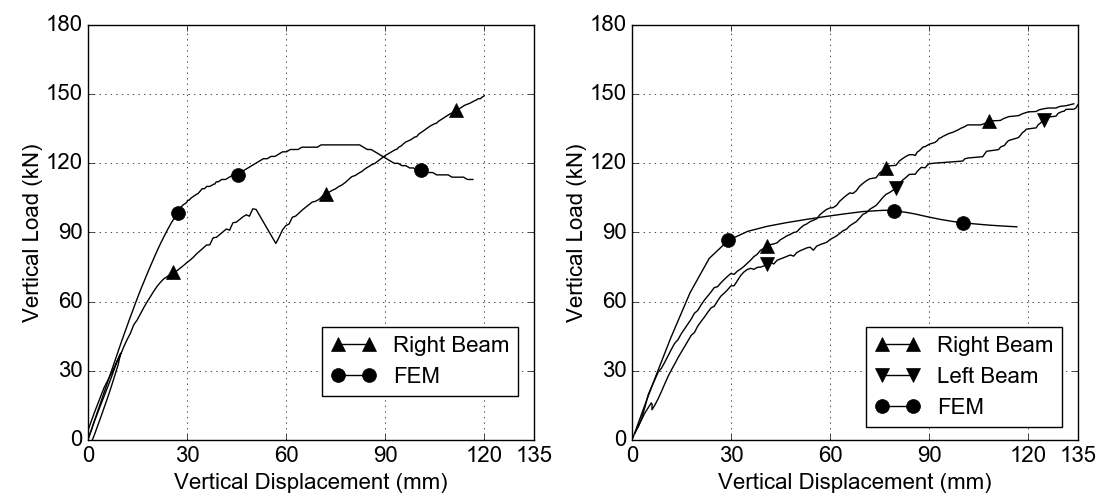 180
150
120
90
60
30
0
0 30 60 90 120 135
Vertical Load (kN)
Vertical Displacement (mm)
Right Beam
FEM
180
150
120
90
60
30
0
0 30 60 90 120 135
Vertical Load (kN)
Vertical Displacement (mm)
Right Beam
Left Beam
FEM